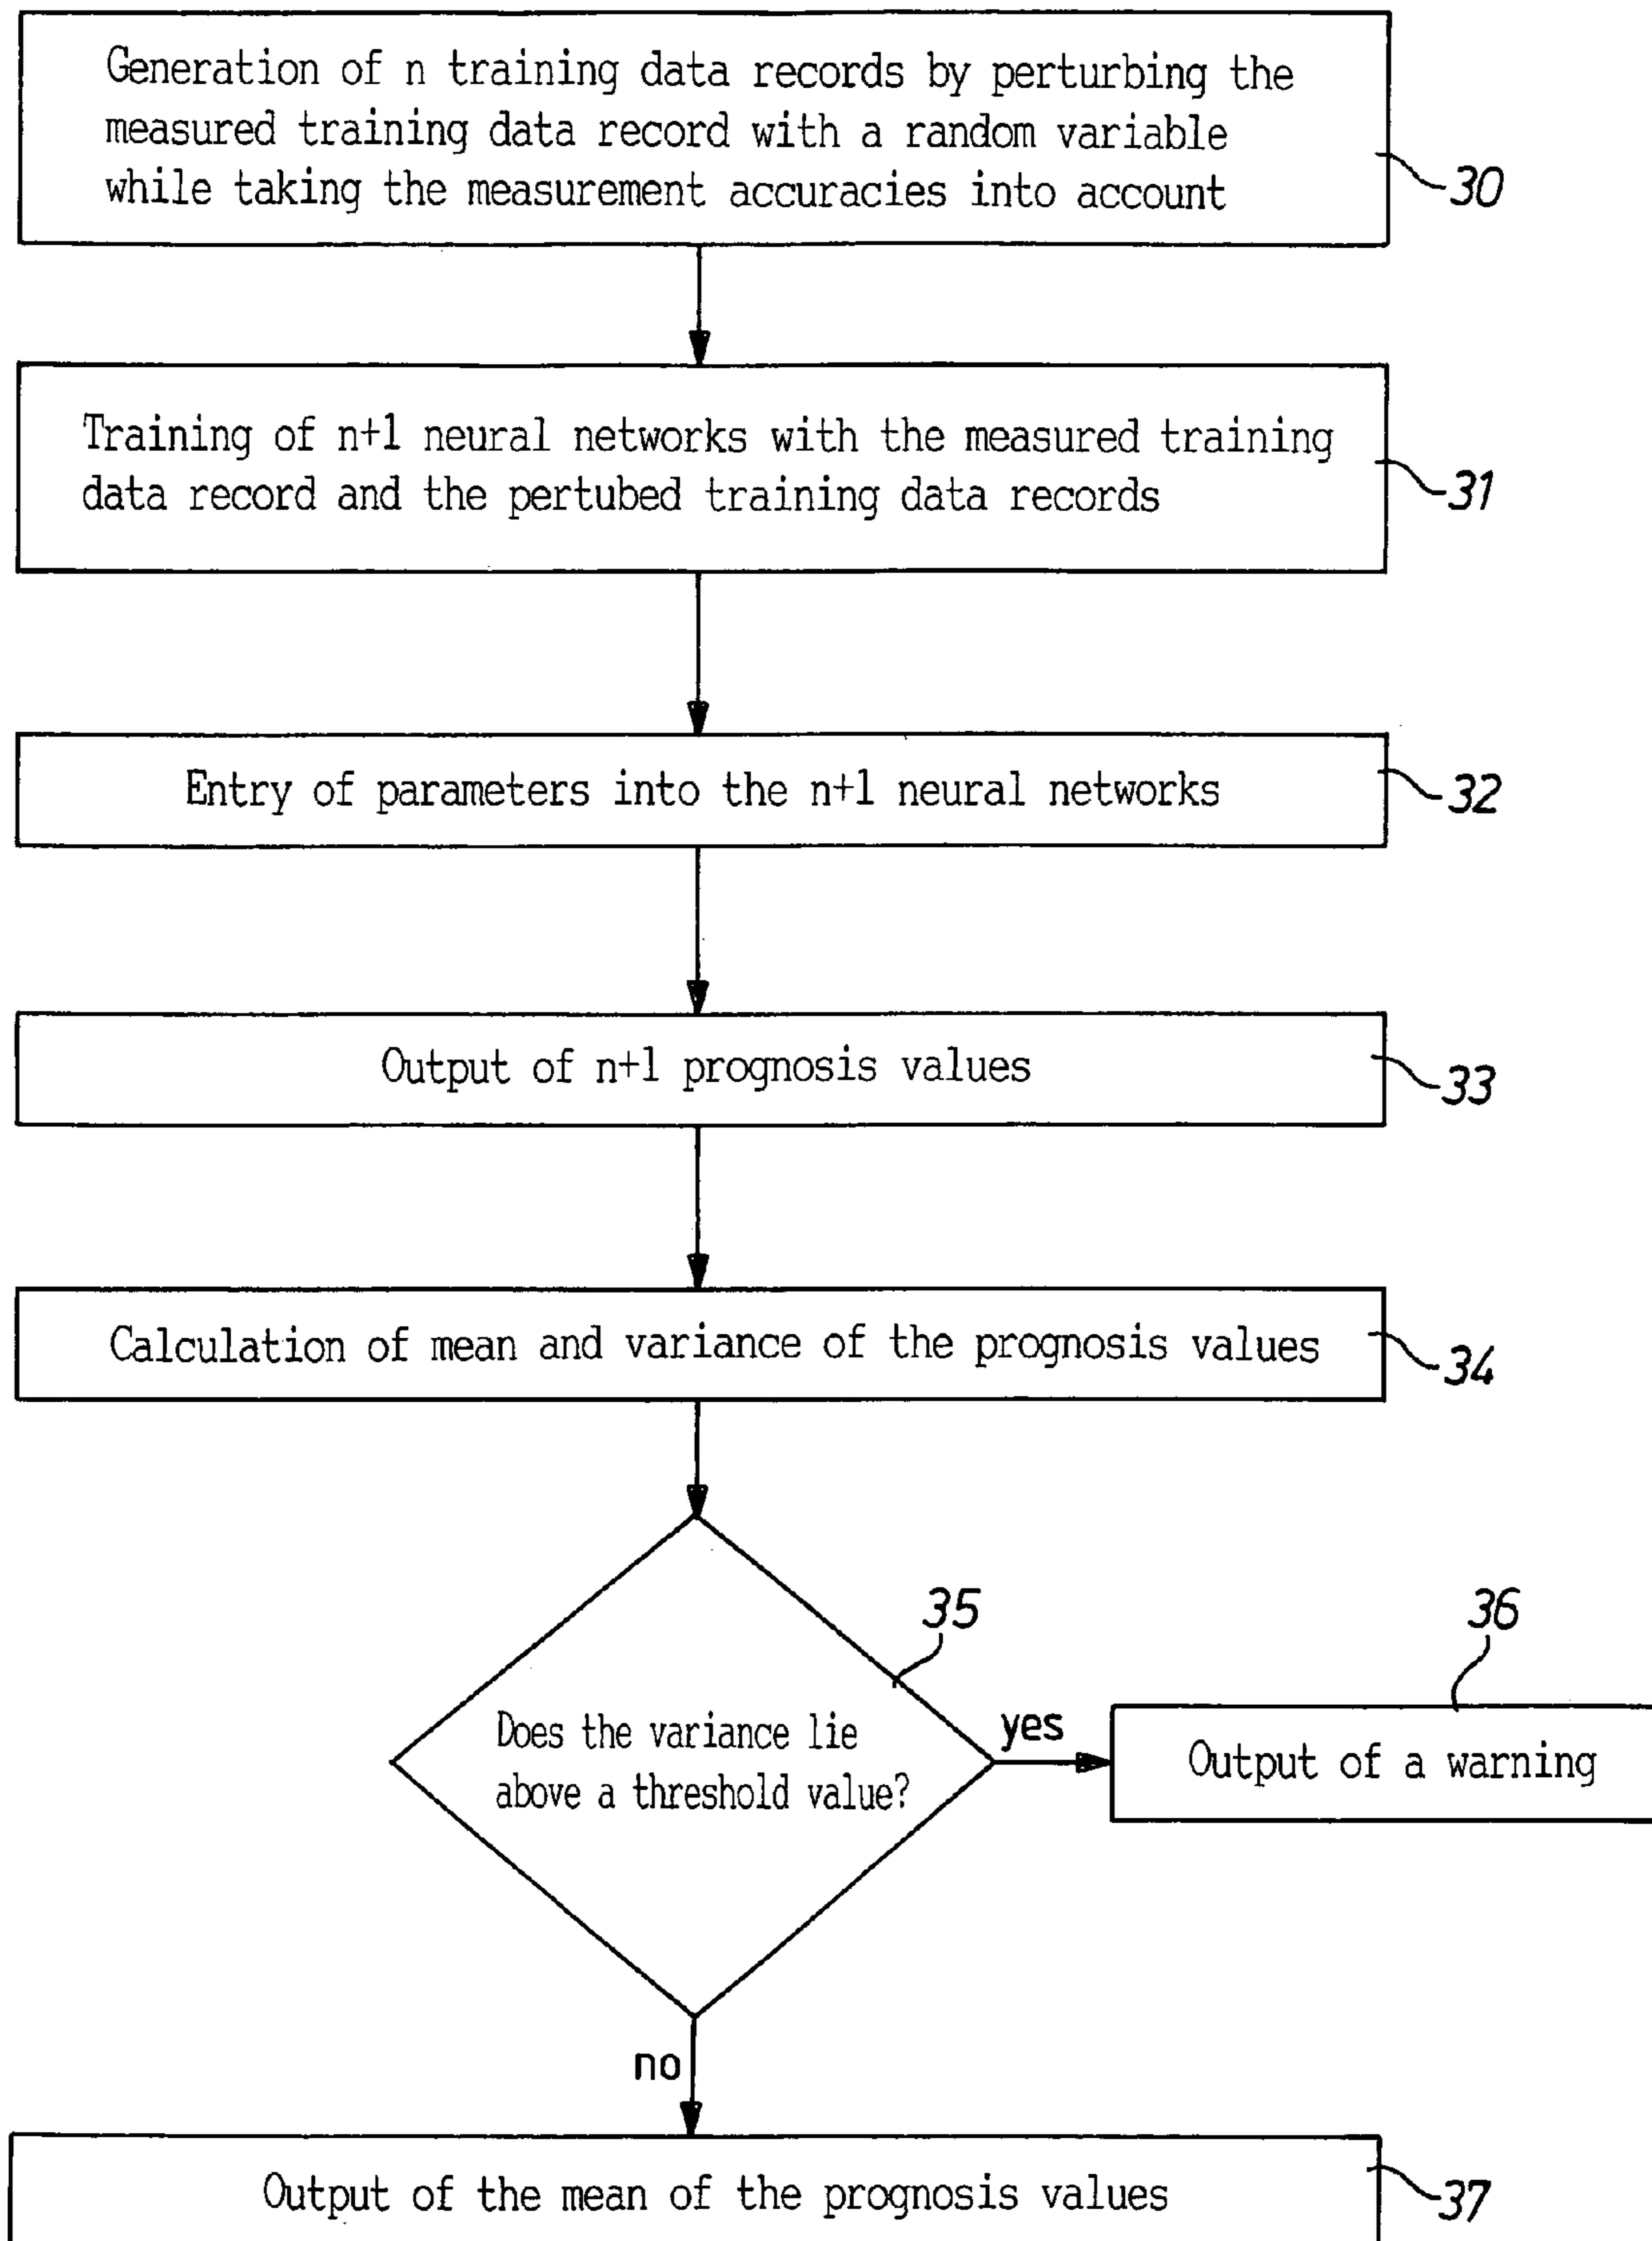 Generation of n training data records by perturbing the
measured training data record with a random variable
while taking the measurement accuracies into account
30
Training of n+1 neural networks with the measured training
data record and the pertubed training data records
31
Entry of parameters into the n+1 neural networks
32
Output of n+1 prognosis values
33
Calculation of mean and variance of the prognosis values
34
35
Does the variance lie
above a threshold value?
yes
36
Output of a warning
no
Output of the mean of the prognosis values
37